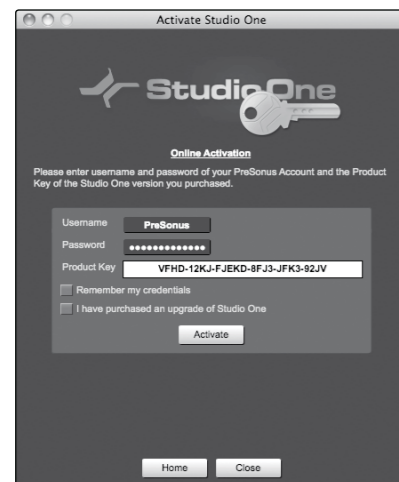 Activate Studio One
Studio One
Online Activation
Please enter username and password of your PreSonus Account and the Product
Key of the Studio One version you purchased.
Username PreSonus
Password •••••••••••••
Product Key VFHD-12KJ-FJEKD-8FJ3-JFK3-92JV
Remember my credentials
I have purchased an upgrade of Studio One
Activate
Home Close